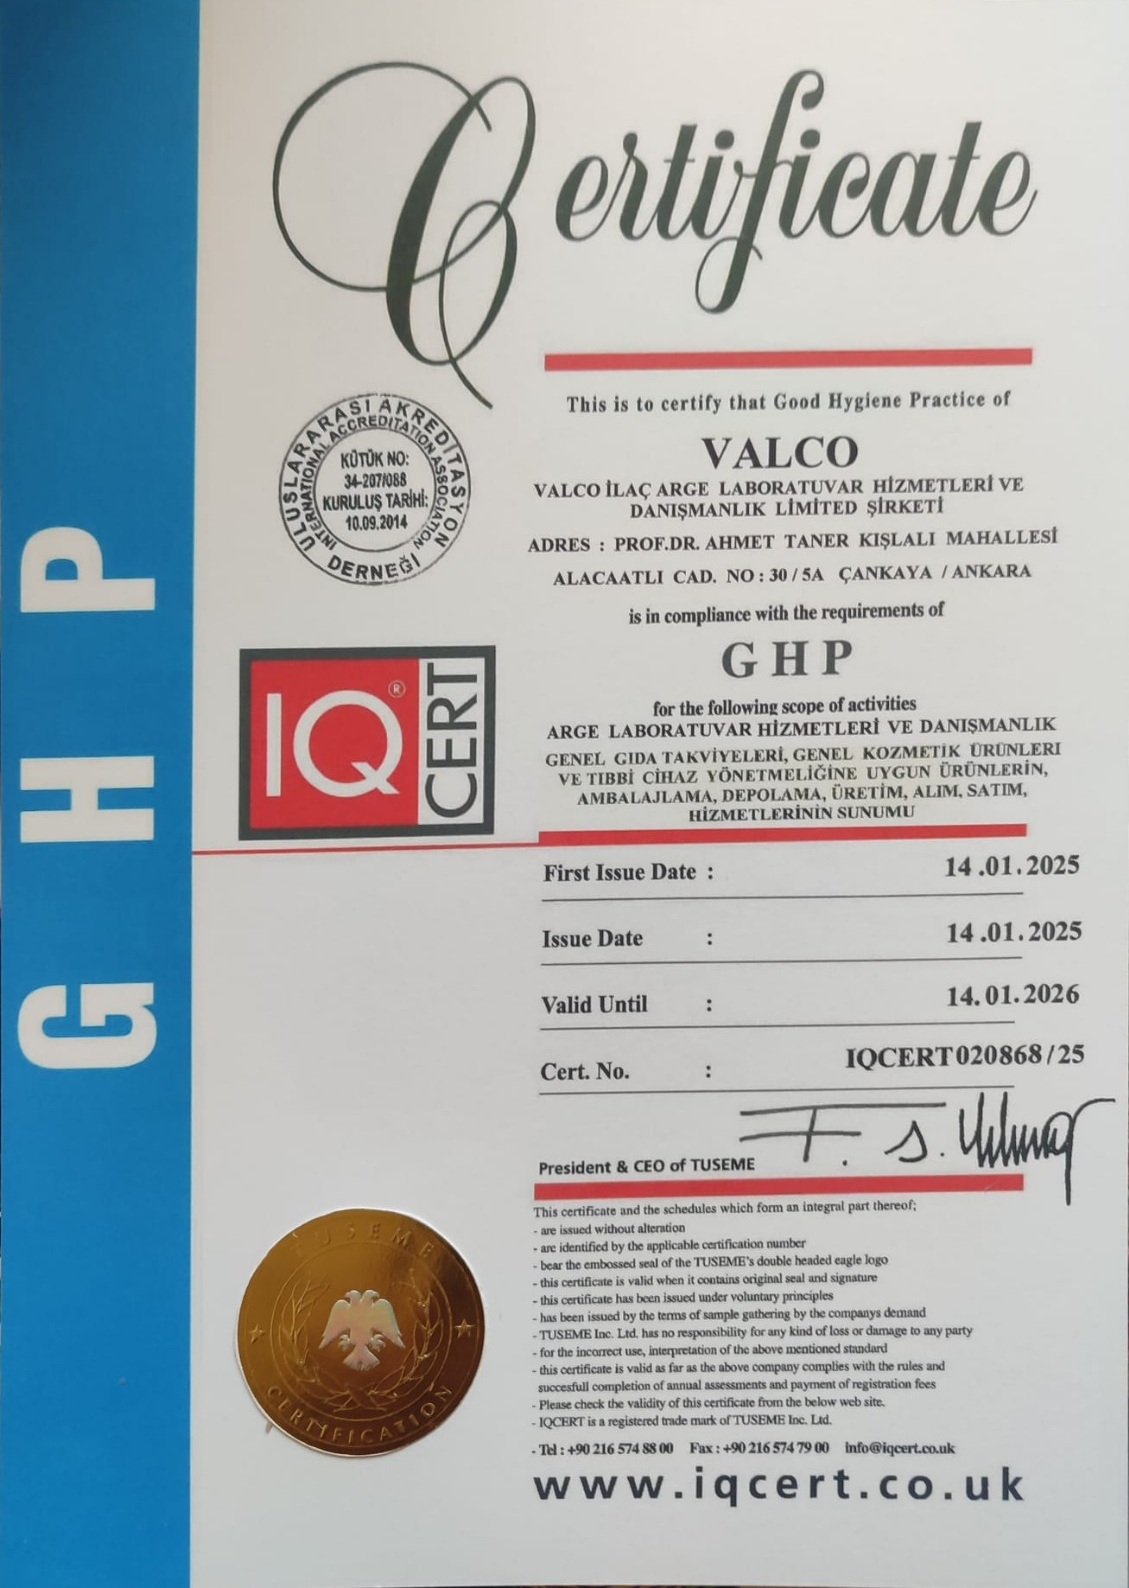 Certificate
This is to certify that Good Hygiene Practice of
VALCO
VALCO İLAÇ ARGE LABORATUVAR HİZMETLERİ VE
DANIŞMANLIK LIMITED ŞİRKETİ
ADRES : PROF.DR. AHMET TANER KIŞLALI MAHALLESİ
ALACAATLI CAD. NO : 30 / 5A ÇANKAYA / ANKARA
is in compliance with the requirements of
G H P
for the following scope of activities
ARGE LABORATUVAR HİZMETLERİ VE DANIŞMANLIK
GENEL GIDA TAKVİYELERİ, GENEL KOZMETİK ÜRÜNLERI
VE TIBBİ CİHAZ YÖNETMELİĞİNE UYGUN ÜRÜNLERİN,
AMBALAJLAMA, DEPOLAMA, ÜRETİM, ALIM, SATIM,
HİZMETLERİNİN SUNUMU
ULUSLARARASI AKREDİTASYON DERNEĞİ
INTERNATIONAL ACCREDITATION ASSOCIATION
KÜTÜK NO:
34-207/088
KURULUŞ TARİHİ:
10.09.2014
IQ® CERT
G H P
First Issue Date : 14.01.2025
Issue Date : 14.01.2025
Valid Until : 14.01.2026
Cert. No. : IQCERT020868/25
President & CEO of TUSEME
This certificate and the schedules which form an integral part thereof;
- are issued without alteration
- are identified by the applicable certification number
- bear the embossed seal of the TUSEME's double headed eagle logo
- this certificate is valid when it contains original seal and signature
- this certificate has been issued under voluntary principles
- has been issued by the terms of sample gathering by the companys demand
- TUSEME Inc. Ltd. has no responsibility for any kind of loss or damage to any party
- for the incorrect use, interpretation of the above mentioned standard
- this certificate is valid as far as the above company complies with the rules and
succesfull completion of annual assessments and payment of registration fees
- Please check the validity of this certificate from the below web site.
- IQCERT is a registered trade mark of TUSEME Inc. Ltd.
- Tel : +90 216 574 88 00 Fax : +90 216 574 79 00 info@iqcert.co.uk
www.iqcert.co.uk
TUSEME
CERTIFICATION